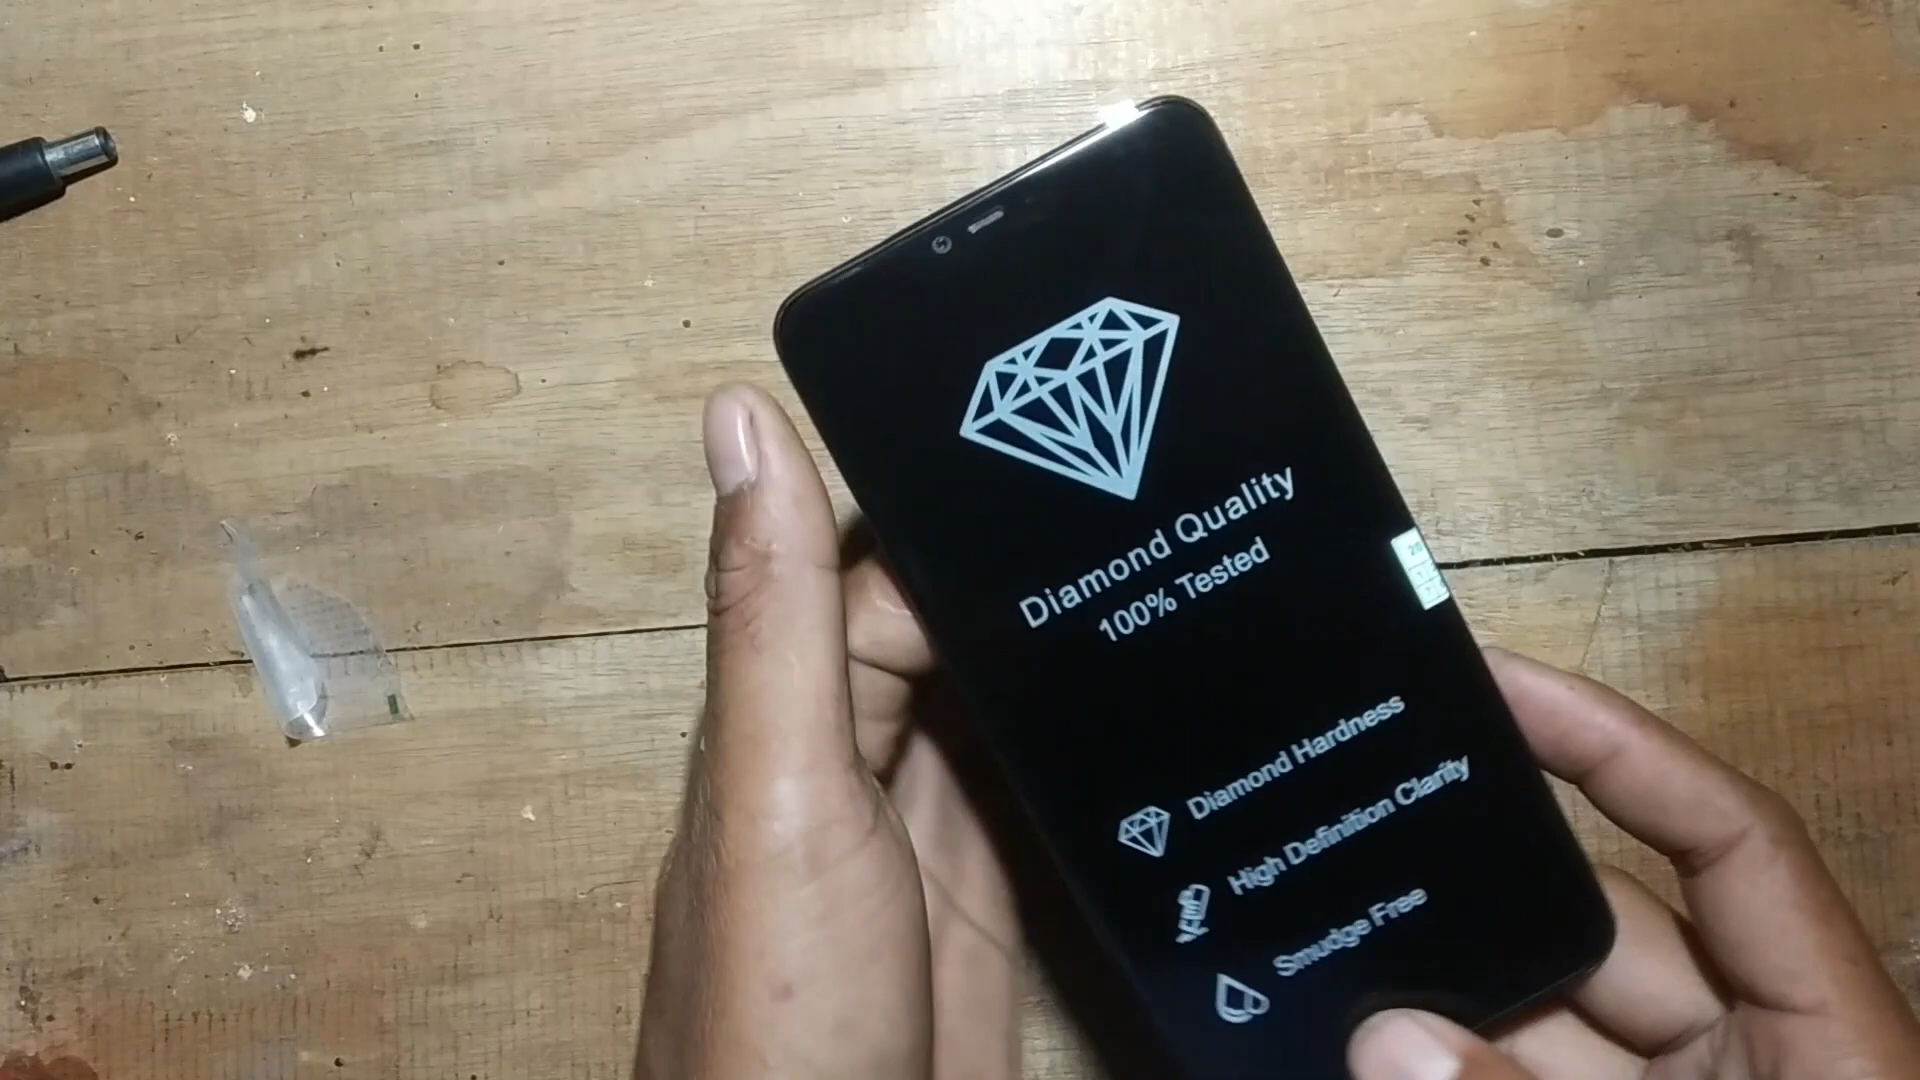 Diamond Quality
100% Tested
Diamond Hardness
High Definition Clarity
Smudge Free